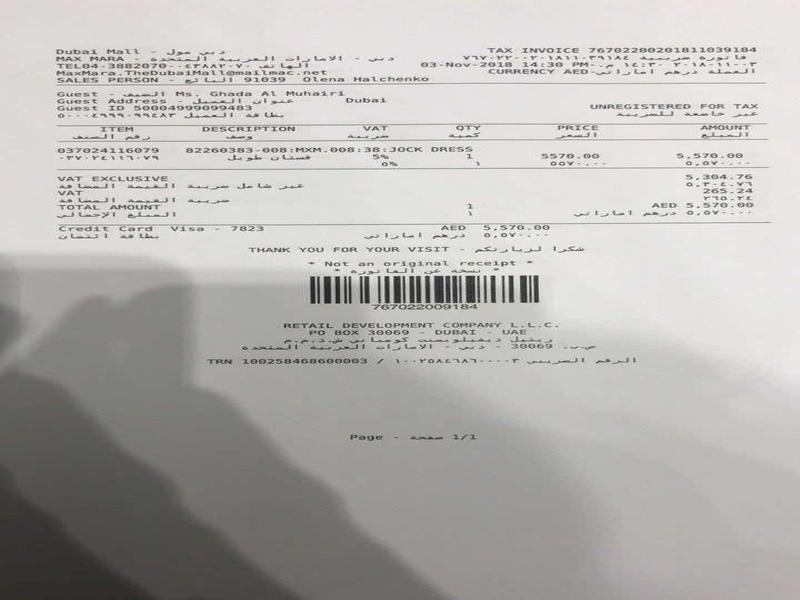 Dubai Mall - دبي مول
TAX INVOICE 76702200201811039184
MAX MARA - دبي - الامارات العربية المتحدة
فاتورة ضريبية ٧٦٧٠٢٢٠٠٢٠١٨١١٠٣٩١٨٤
TEL04-3882070 الهاتف ٠٤٣٨٨٢٠٧٠
03-Nov-2018 14:30 PM ٠٣-١١-٢٠١٨ ١٤:٣٠ م
MaxMara.TheDubaiMall@mailmac.net
CURRENCY AED العملة درهم اماراتي
SALES PERSON - البائع 91039 Olena Halchenko
Guest - الضيف Ms. Ghada Al Muhairi
Guest Address - عنوان العميل Dubai
Guest ID 50004999099483
UNREGISTERED FOR TAX
بطاقة العميل ٥٠٠٠٤٩٩٩٠٩٩٤٨٣
غير خاضعة للضريبة
ITEM DESCRIPTION VAT QTY PRICE AMOUNT
رقم الصنف وصف ضريبة كمية السعر المبلغ
037024116079 82260383-008:MXM.008:38:JOCK DRESS
٠٣٧٠٢٤١١٦٠٧٩ فستان طويل 5% 1 5570.00 5,570.00
٥% ١ ٥٥٧٠.٠٠ ٥,٥٧٠.٠٠
VAT EXCLUSIVE 5,304.76
غير شامل ضريبة القيمة المضافة ٥,٣٠٤.٧٦
VAT 265.24
ضريبة القيمة المضافة ٢٦٥.٢٤
TOTAL AMOUNT 1 AED 5,570.00
المبلغ الإجمالي ١ ٥,٥٧٠.٠٠ درهم اماراتي
Credit Card Visa - 7823 AED 5,570.00
بطاقة ائتمان ٥,٥٧٠.٠٠ درهم اماراتي
THANK YOU FOR YOUR VISIT - شكرا لزيارتكم
* Not an original receipt *
* نسخة عن الفاتورة *
767022009184
RETAIL DEVELOPMENT COMPANY L.L.C.
PO BOX 30069 - DUBAI - UAE
ريتيل ديفيلوبمنت كومباني ش.ذ.م.م
ص.ب. 30069 - دبي - الامارات العربية المتحدة
TRN 100258468600003 / ١٠٠٢٥٨٤٦٨٦٠٠٠٠٣ الرقم الضريبي
Page - صفحة 1/1